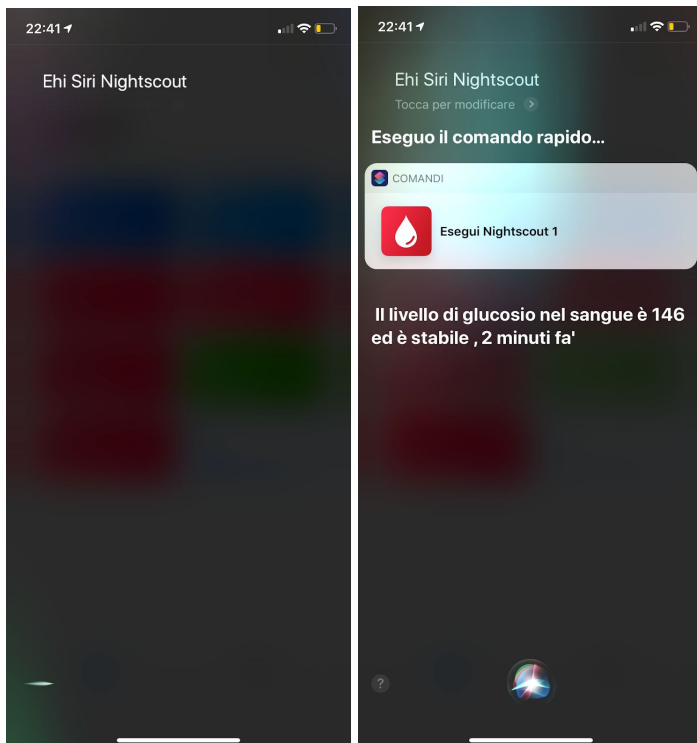 22:41
Ehi Siri Nightscout
22:41
Ehi Siri Nightscout
Tocca per modificare
Eseguo il comando rapido...
COMANDI
Esegui Nightscout 1
Il livello di glucosio nel sangue è 146
ed è stabile , 2 minuti fa'
?